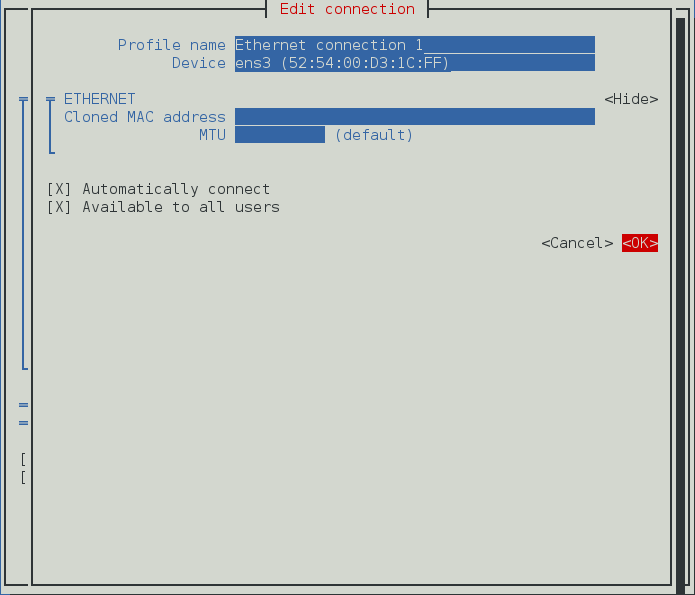 Edit connection
Profile name Ethernet connection 1
Device ens3 (52:54:00:D3:1C:FF)
ETHERNET <Hide>
Cloned MAC address
MTU (default)
[X] Automatically connect
[X] Available to all users
<Cancel> <OK>
[
[